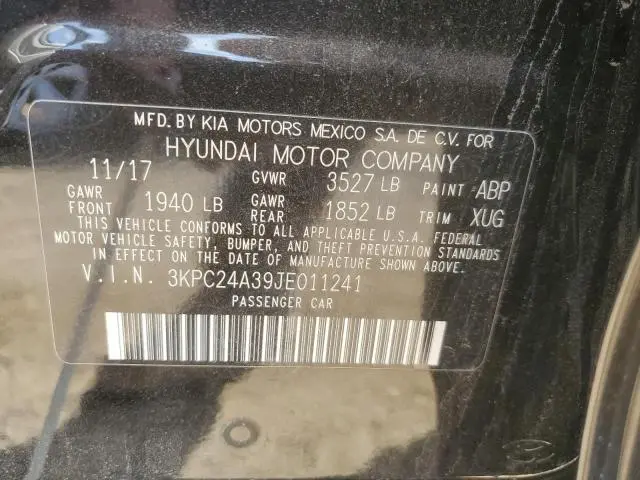 MFD. BY KIA MOTORS MEXICO S.A. DE C.V. FOR
HYUNDAI MOTOR COMPANY
11/17 GVWR 3527 LB PAINT ABP
GAWR FRONT 1940 LB GAWR REAR 1852 LB TRIM XUG
THIS VEHICLE CONFORMS TO ALL APPLICABLE U.S.A. FEDERAL
MOTOR VEHICLE SAFETY, BUMPER, AND THEFT PREVENTION STANDARDS
IN EFFECT ON THE DATE OF MANUFACTURE SHOWN ABOVE.
V.I.N. 3KPC24A39JE011241
PASSENGER CAR